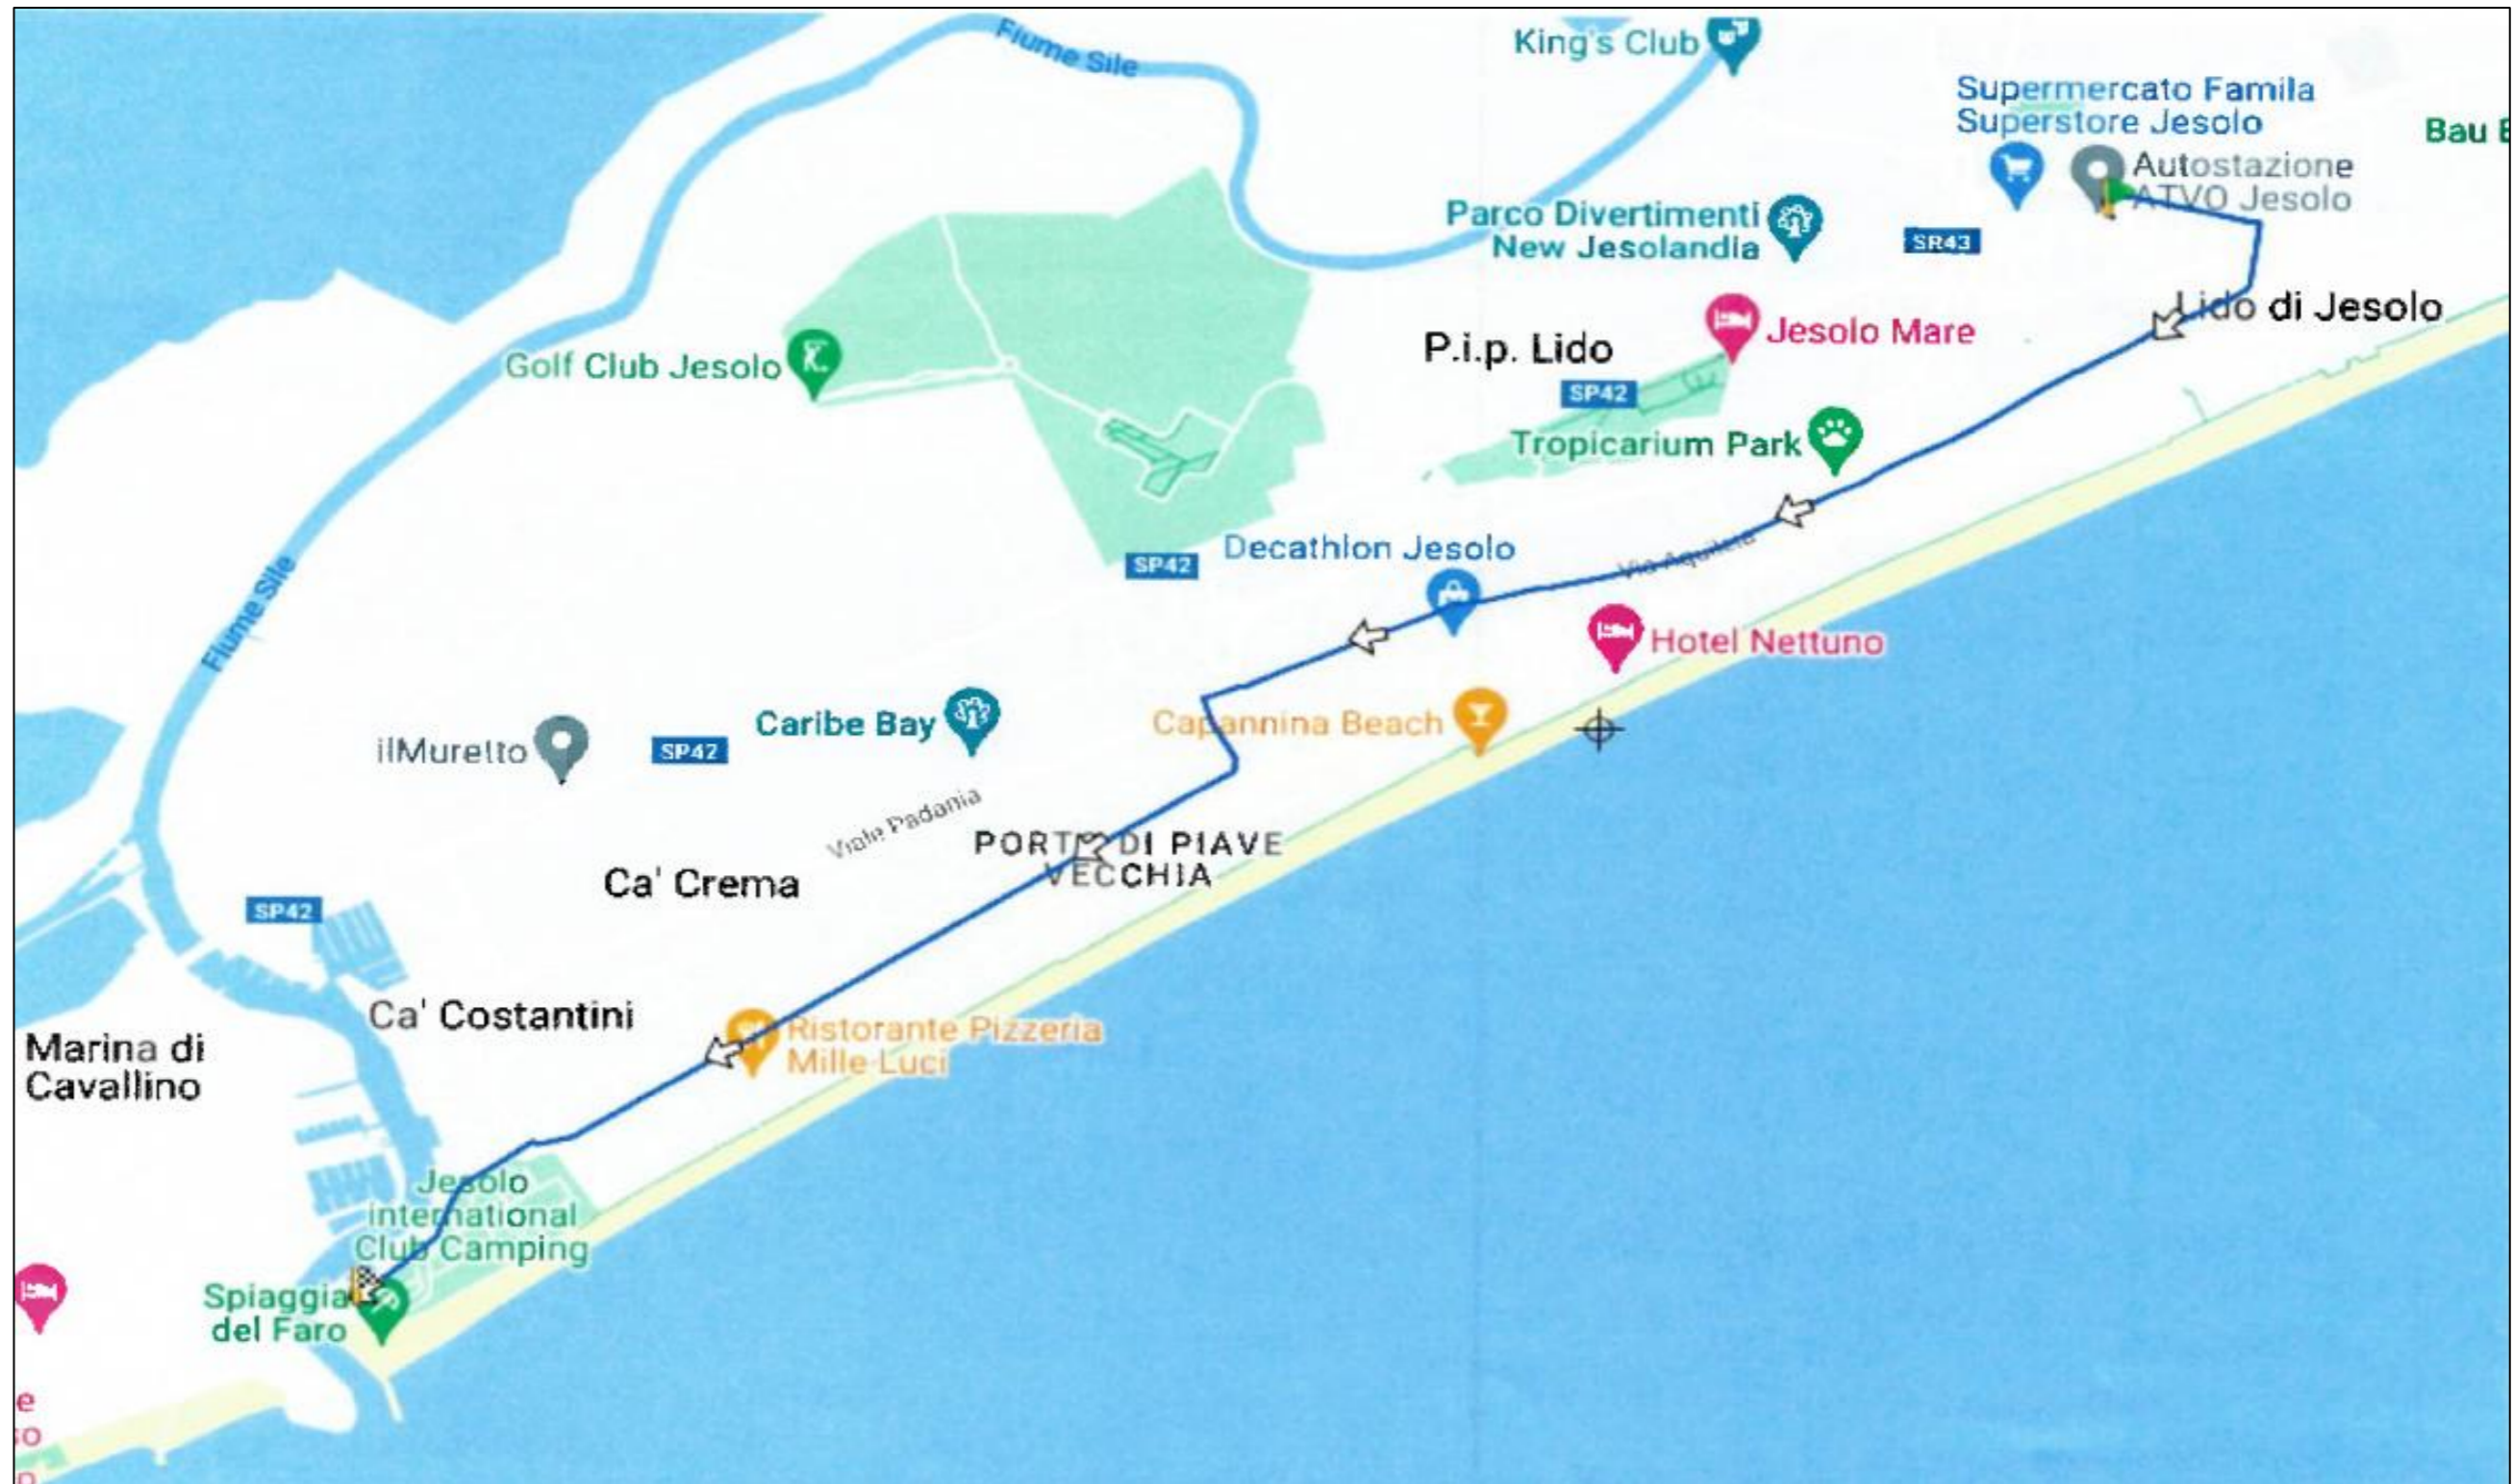 Fiume Sile
King's Club
Supermercato Famila
Superstore Jesolo
Bau
Autostazione
ATVO Jesolo
Parco Divertimenti
New Jesolandia
SR43
Lido di Jesolo
P.i.p. Lido
Jesolo Mare
Golf Club Jesolo
SP42
Tropicarium Park
Decathlon Jesolo
Via Aquileia
SP42
Fiume Sile
Hotel Nettuno
Capannina Beach
Caribe Bay
ilMuretto
SP42
Viale Padania
PORTO DI PIAVE
VECCHIA
Ca' Crema
SP42
Ca' Costantini
Ristorante Pizzeria
Mille Luci
Marina di
Cavallino
Jesolo
international
Club Camping
Spiaggia
del Faro
e
so